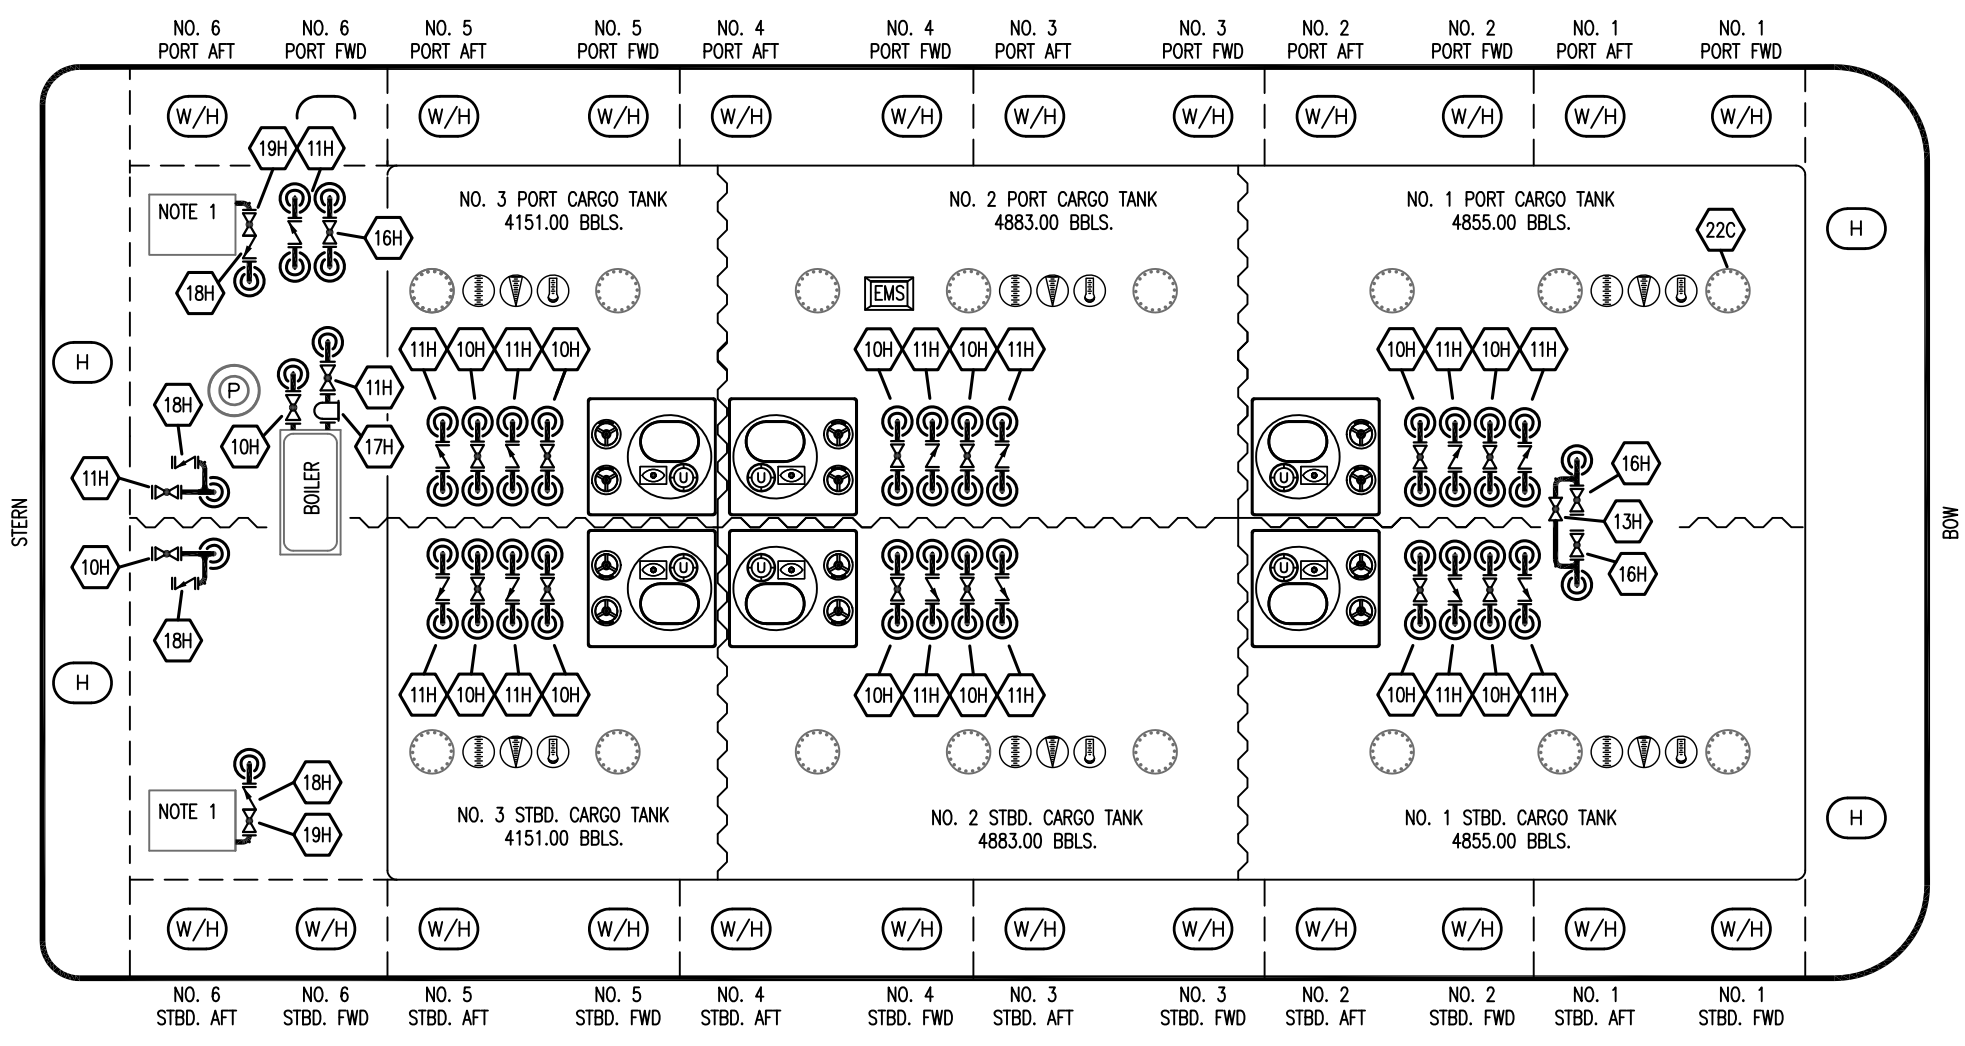 NO. 6 NO. 6 NO. 5 NO. 5 NO. 4 NO. 4 NO. 3 NO. 3 NO. 2 NO. 2 NO. 1 NO. 1
PORT AFT PORT FWD PORT AFT PORT FWD PORT AFT PORT FWD PORT AFT PORT FWD PORT AFT PORT FWD PORT AFT PORT FWD
W/H W/H W/H W/H W/H W/H W/H W/H W/H W/H W/H
19H 11H
NO. 3 PORT CARGO TANK NO. 2 PORT CARGO TANK NO. 1 PORT CARGO TANK
4151.00 BBLS. 4883.00 BBLS. 4855.00 BBLS.
NOTE 1
16H 22C H
18H EMS
11H 10H 11H 10H 10H 11H 10H 11H 10H 11H 10H 11H
H
P 11H
18H
10H 17H
16H
11H U U U
BOILER
STERN
13H
BOW
10H U U U 16H
18H
H
11H 10H 11H 10H 10H 11H 10H 11H 10H 11H 10H 11H
18H
NOTE 1
19H
NO. 3 STBD. CARGO TANK NO. 2 STBD. CARGO TANK NO. 1 STBD. CARGO TANK
4151.00 BBLS. 4883.00 BBLS. 4855.00 BBLS.
H
W/H W/H W/H W/H W/H W/H W/H W/H W/H W/H W/H W/H
NO. 6 NO. 6 NO. 5 NO. 5 NO. 4 NO. 4 NO. 3 NO. 3 NO. 2 NO. 2 NO. 1 NO. 1
STBD. AFT STBD. FWD STBD. AFT STBD. FWD STBD. AFT STBD. FWD STBD. AFT STBD. FWD STBD. AFT STBD. FWD STBD. AFT STBD. FWD